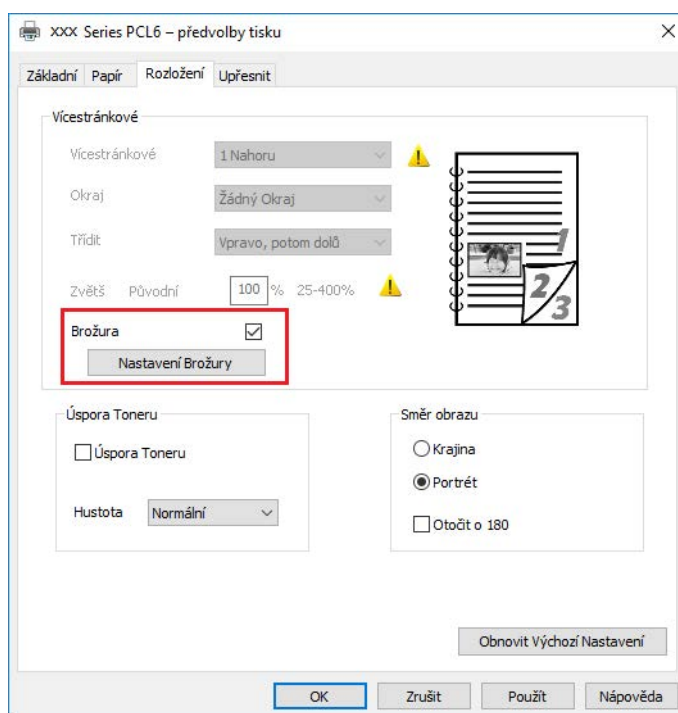 XXX Series PCL6 – předvolby tisku
Základní Papír Rozložení Upřesnit
Vícestránkové
Vícestránkové 1 Nahoru
Okraj Žádný Okraj
Třídit Vpravo, potom dolů
Zvětš Původní 100 % 25-400%
Brožura
Nastavení Brožury
1
2
3
Úspora Toneru
Úspora Toneru
Hustota Normální
Směr obrazu
Krajina
Portrét
Otočit o 180
Obnovit Výchozí Nastavení
OK Zrušit Použít Nápověda